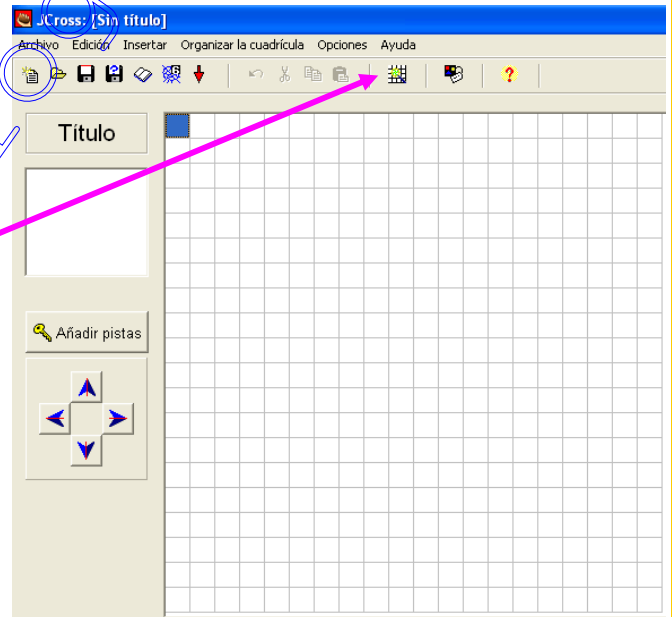 JCross: [Sin título]
Archivo Edición Insertar Organizar la cuadrícula Opciones Ayuda
?
Título
Añadir pistas